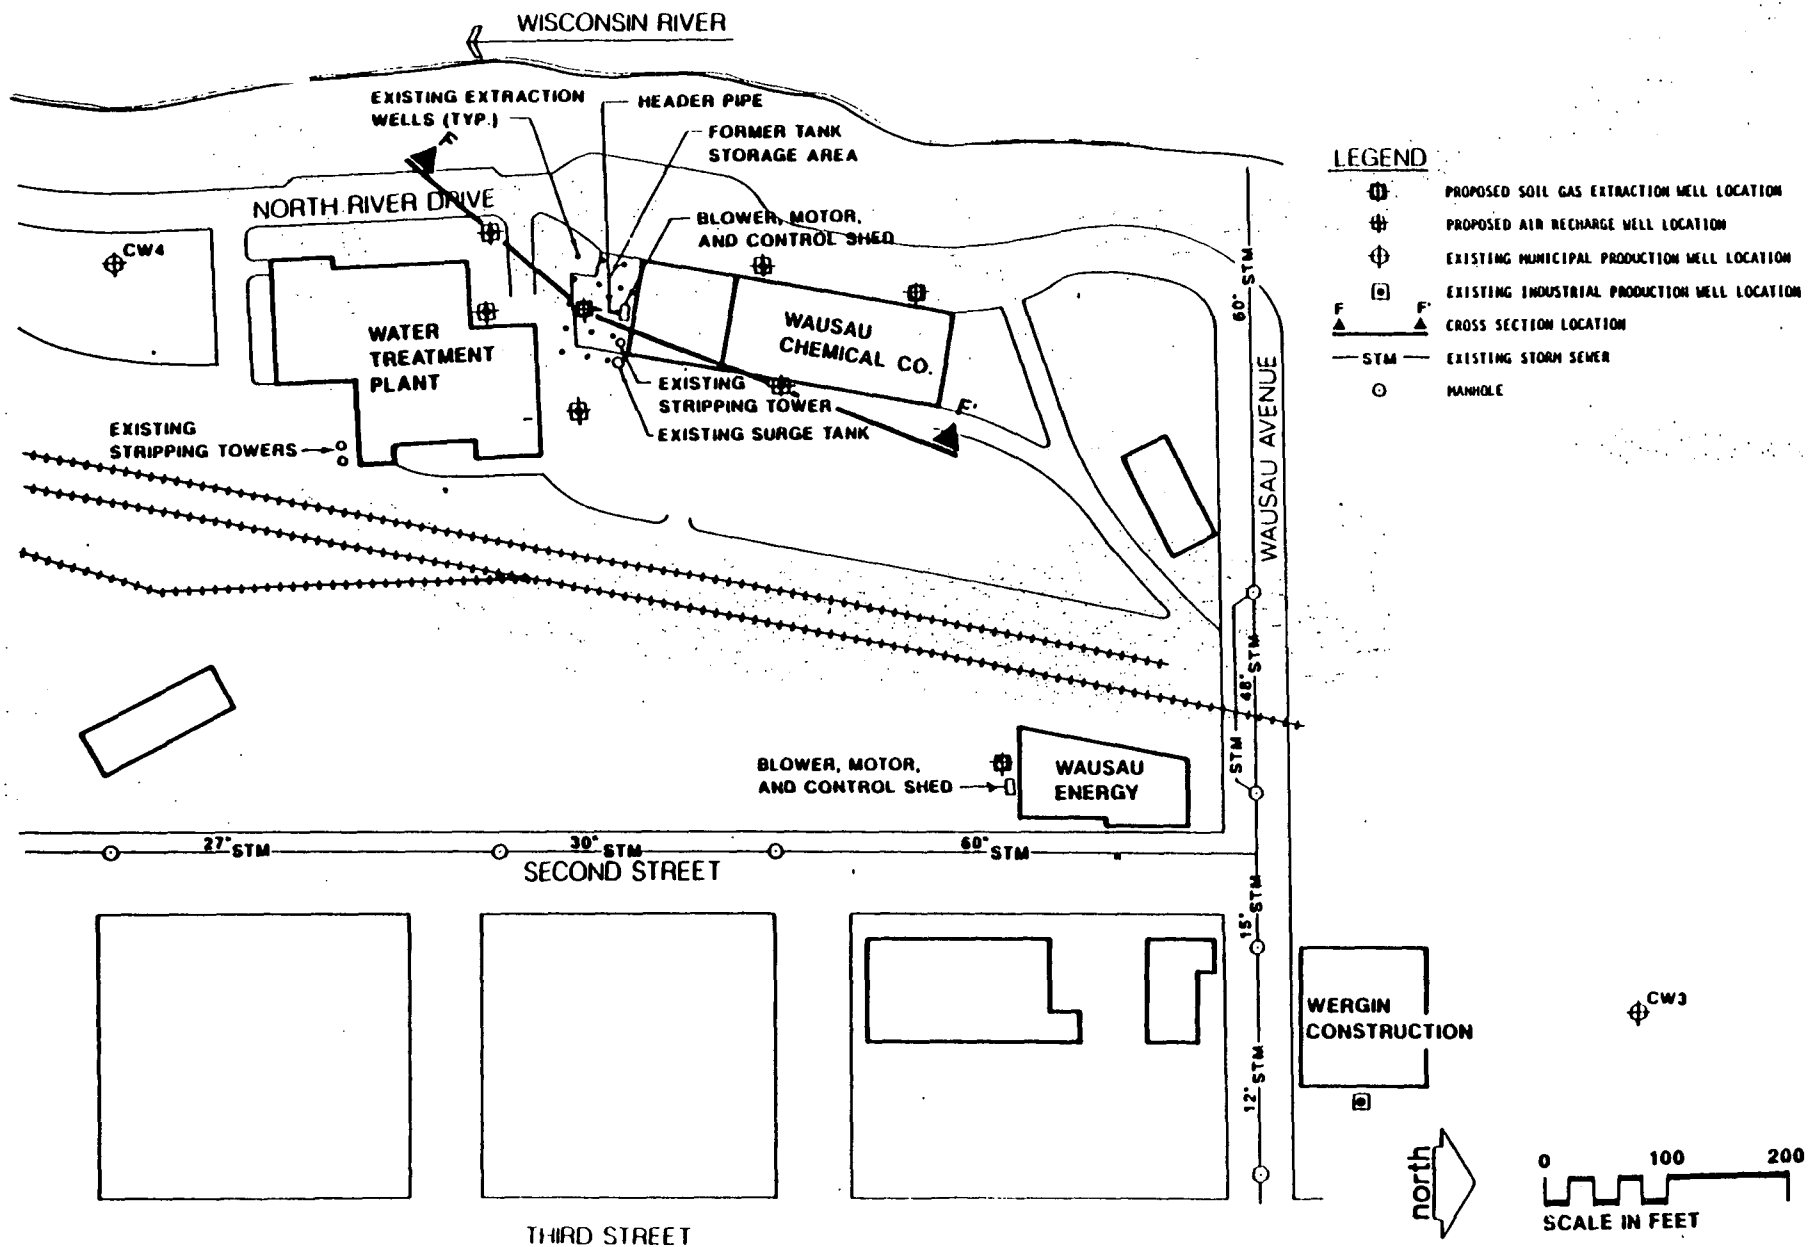 WISCONSIN RIVER
EXISTING EXTRACTION
WELLS (TYP.)
HEADER PIPE
FORMER TANK
STORAGE AREA
F
NORTH RIVER DRIVE
BLOWER, MOTOR,
AND CONTROL SHED
CW4
WATER
TREATMENT
PLANT
WAUSAU
CHEMICAL CO.
EXISTING
STRIPPING TOWER
EXISTING SURGE TANK
F'
EXISTING
STRIPPING TOWERS
60" STM
WAUSAU AVENUE
48" STM
STM
BLOWER, MOTOR,
AND CONTROL SHED
WAUSAU
ENERGY
27" STM
30" STM
60" STM
SECOND STREET
15" STM
12" STM
WERGIN
CONSTRUCTION
CW3
THIRD STREET
LEGEND
PROPOSED SOIL GAS EXTRACTION WELL LOCATION
PROPOSED AIR RECHARGE WELL LOCATION
EXISTING MUNICIPAL PRODUCTION WELL LOCATION
EXISTING INDUSTRIAL PRODUCTION WELL LOCATION
F F' CROSS SECTION LOCATION
STM EXISTING STORM SEWER
MANHOLE
north
0 100 200
SCALE IN FEET